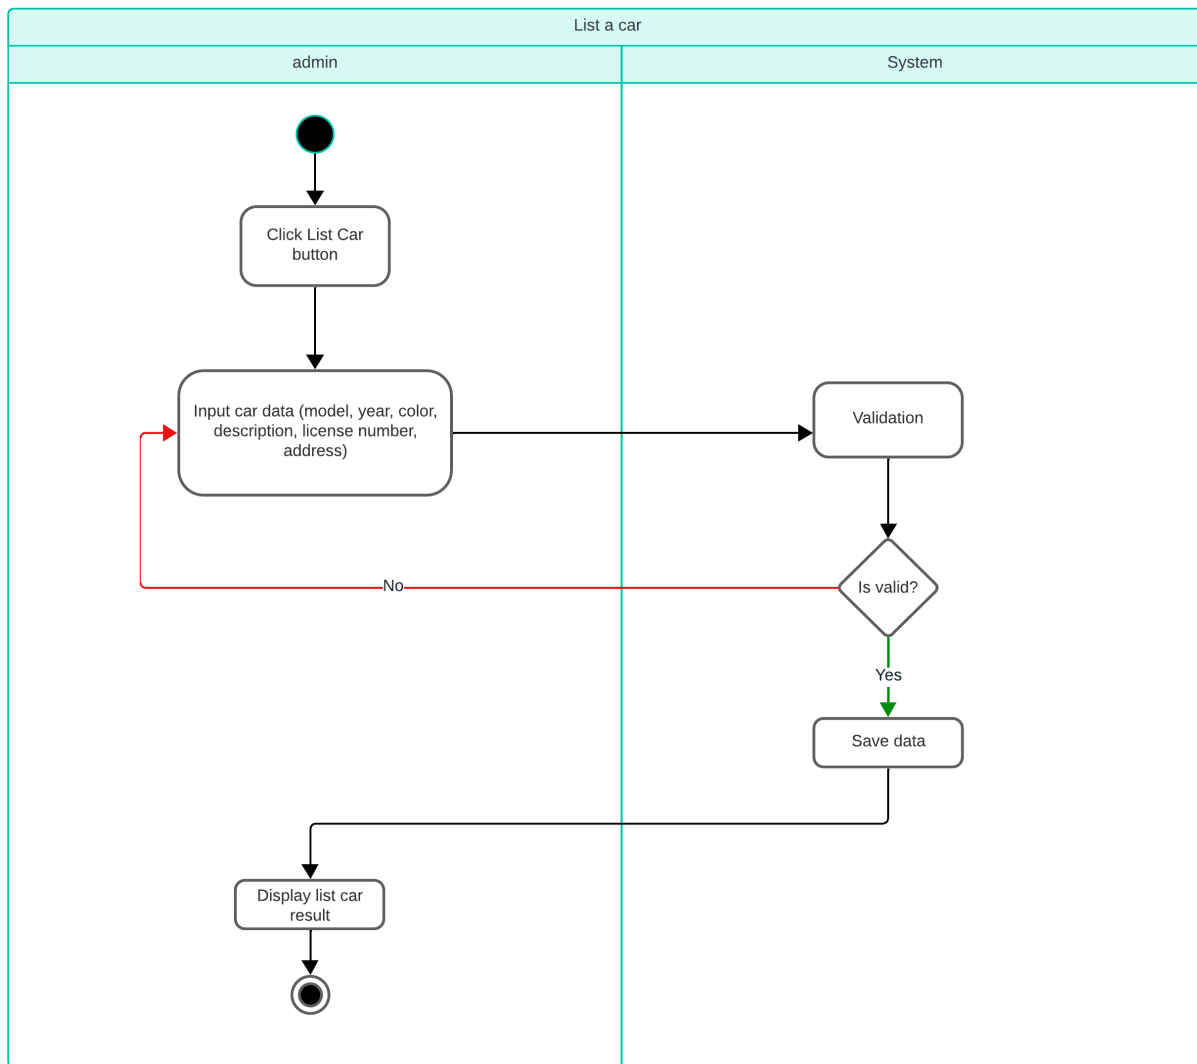 List a car
admin
System
Click List Car
button
Input car data (model, year, color,
description, license number,
address)
Validation
No
Is valid?
Yes
Save data
Display list car
result